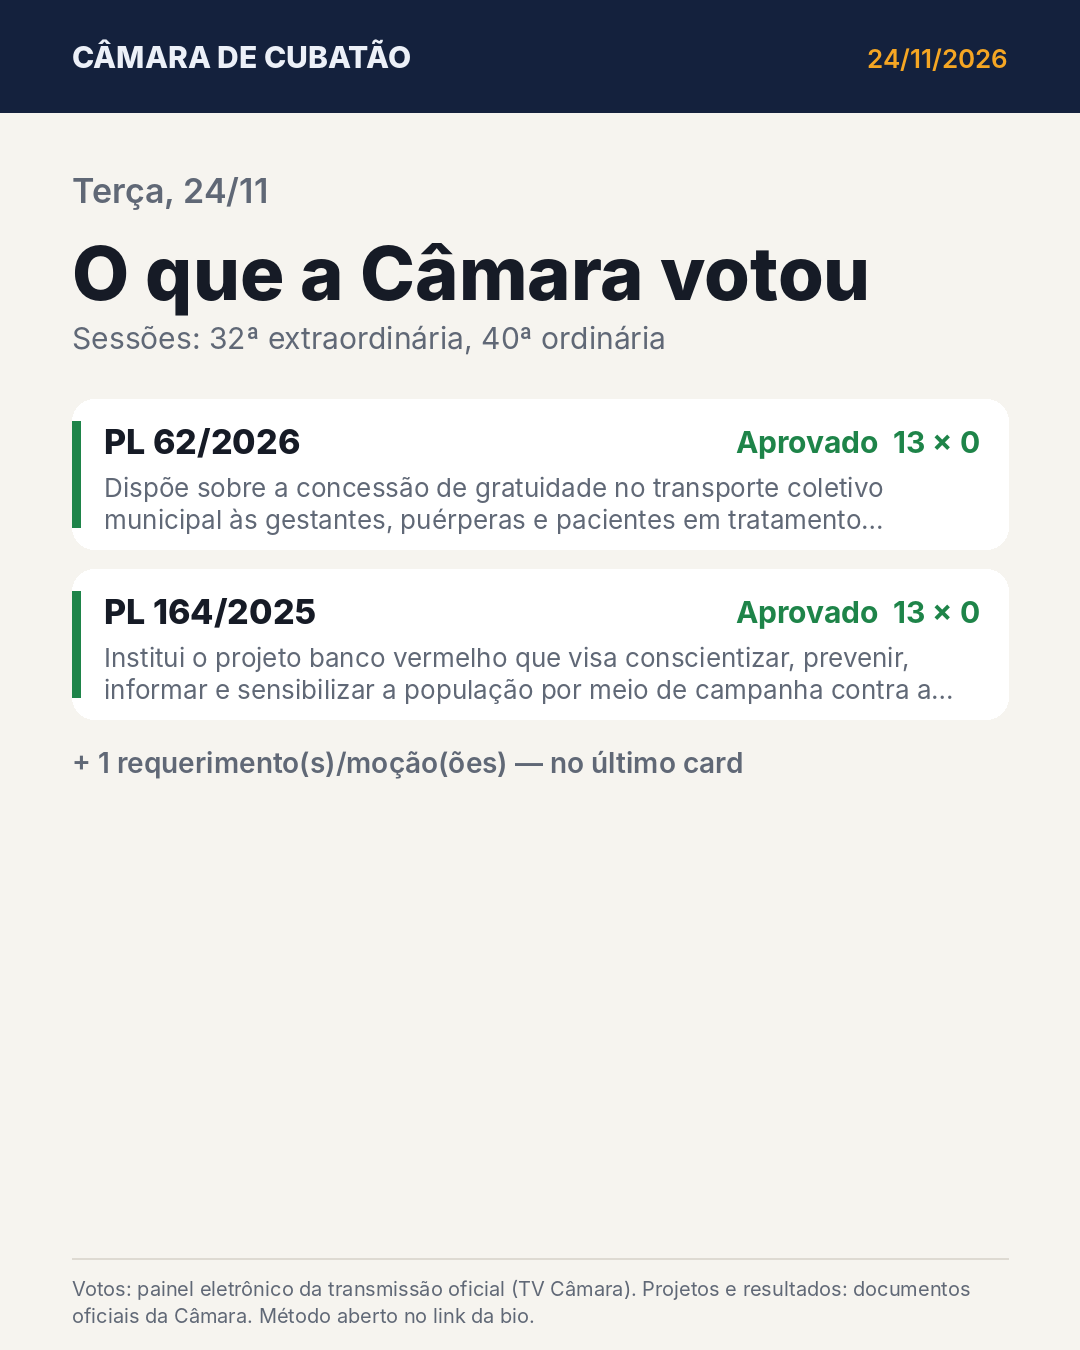 CÂMARA DE CUBATÃO
24/11/2026
Terça, 24/11
O que a Câmara votou
Sessões: 32ª extraordinária, 40ª ordinária
PL 62/2026
Aprovado 13 × 0
Dispõe sobre a concessão de gratuidade no transporte coletivo
municipal às gestantes, puérperas e pacientes em tratamento…
PL 164/2025
Aprovado 13 × 0
Institui o projeto banco vermelho que visa conscientizar, prevenir,
informar e sensibilizar a população por meio de campanha contra a…
+ 1 requerimento(s)/moção(ões) — no último card
Votos: painel eletrônico da transmissão oficial (TV Câmara). Projetos e resultados: documentos
oficiais da Câmara. Método aberto no link da bio.